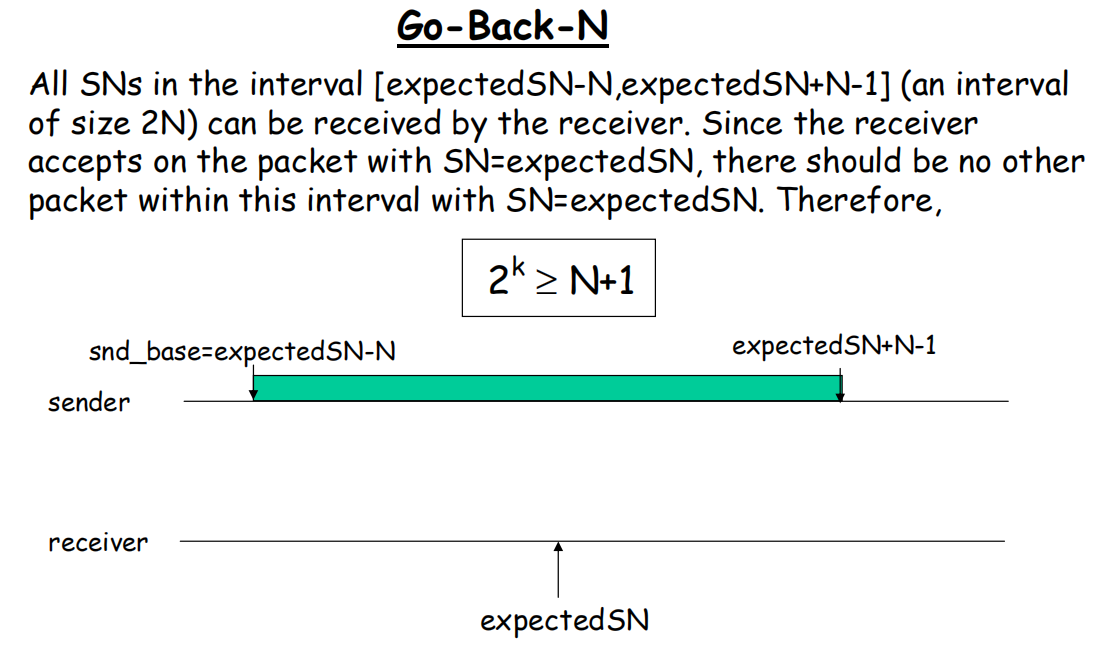 Go-Back-N
All SNs in the interval [expectedSN-N,expectedSN+N-1] (an interval
of size 2N) can be received by the receiver. Since the receiver
accepts on the packet with SN=expectedSN, there should be no other
packet within this interval with SN=expectedSN. Therefore,
2^k ≥ N+1
snd_base=expectedSN-N
expectedSN+N-1
sender
receiver
expectedSN